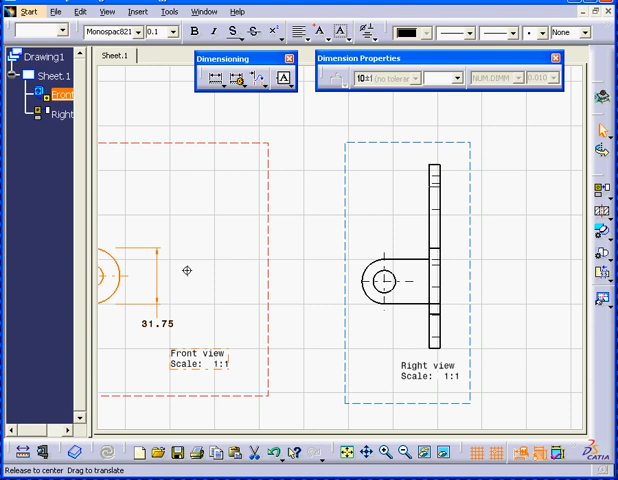 Start File Edit View Insert Tools Window Help
Monospac821 0.1 B I S S None
Drawing1
Sheet.1
Front
Right
Sheet.1
Dimensioning
Dimension Properties
10±1 (no toleran
NUM.DIMM 0.010
31.75
Front view
Scale: 1:1
Right view
Scale: 1:1
CATIA
Release to center Drag to translate